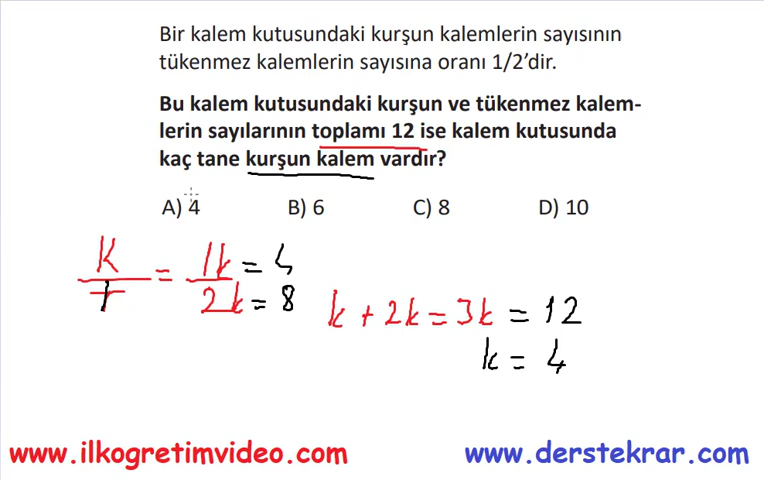 Bir kalem kutusundaki kurşun kalemlerin sayısının
tükenmez kalemlerin sayısına oranı 1/2’dir.
Bu kalem kutusundaki kurşun ve tükenmez kalem-
lerin sayılarının toplamı 12 ise kalem kutusunda
kaç tane kurşun kalem vardır?
A) 4 B) 6 C) 8 D) 10
K/T = 1k/2k
1k = 4
2k = 8
k + 2k = 3k = 12
k = 4
www.ilkogretimvideo.com www.derstekrar.com